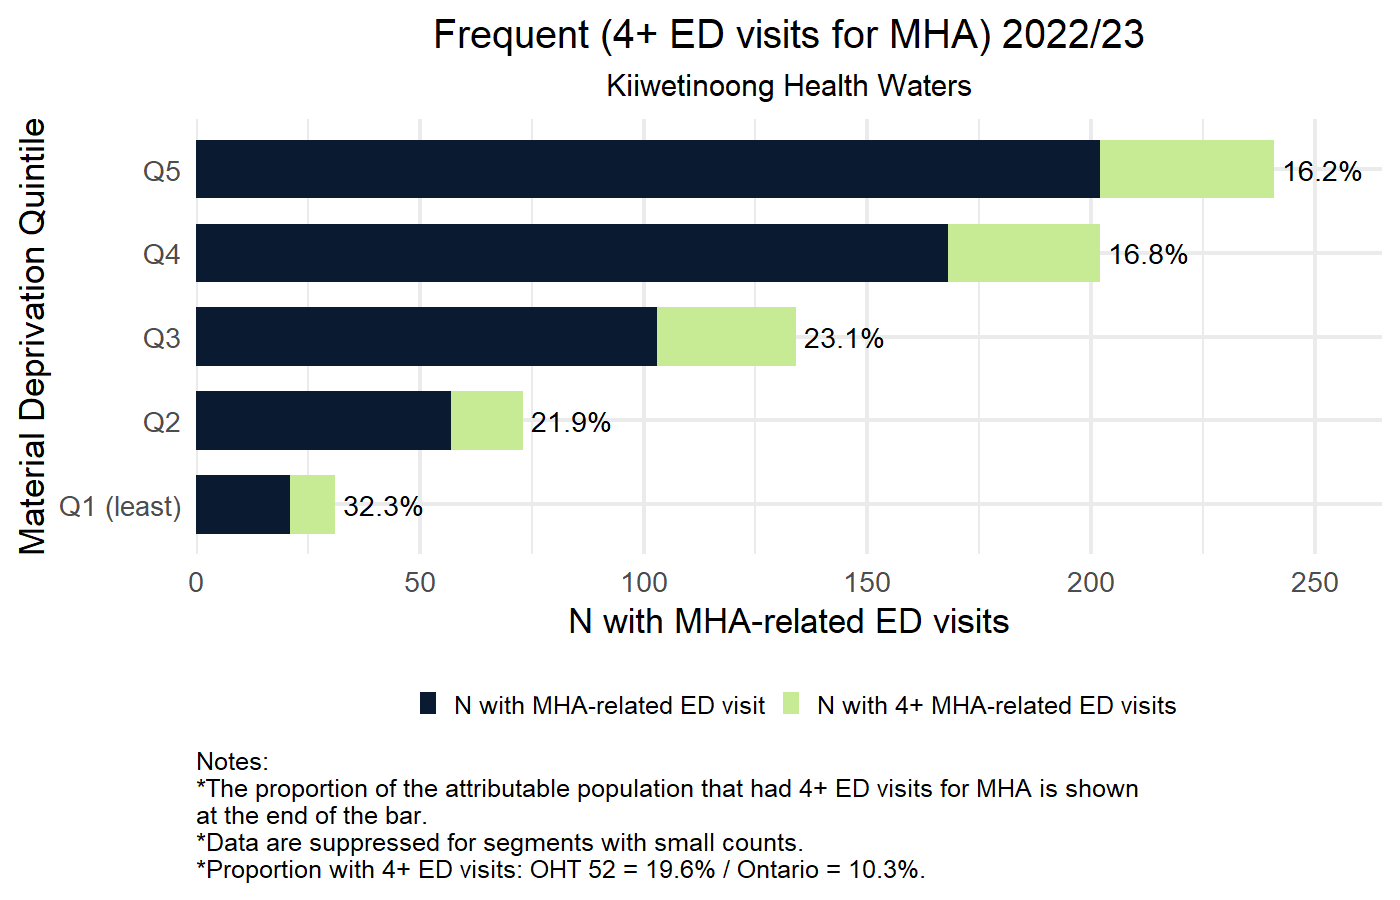 Frequent (4+ ED visits for MHA) 2022/23
Kiiwetinoong Health Waters
Material Deprivation Quintile
Q5
16.2%
Q4
16.8%
Q3
23.1%
Q2
21.9%
Q1 (least)
32.3%
0
50
100
150
200
250
N with MHA-related ED visits
N with MHA-related ED visit
N with 4+ MHA-related ED visits
Notes:
*The proportion of the attributable population that had 4+ ED visits for MHA is shown
at the end of the bar.
*Data are suppressed for segments with small counts.
*Proportion with 4+ ED visits: OHT 52 = 19.6% / Ontario = 10.3%.